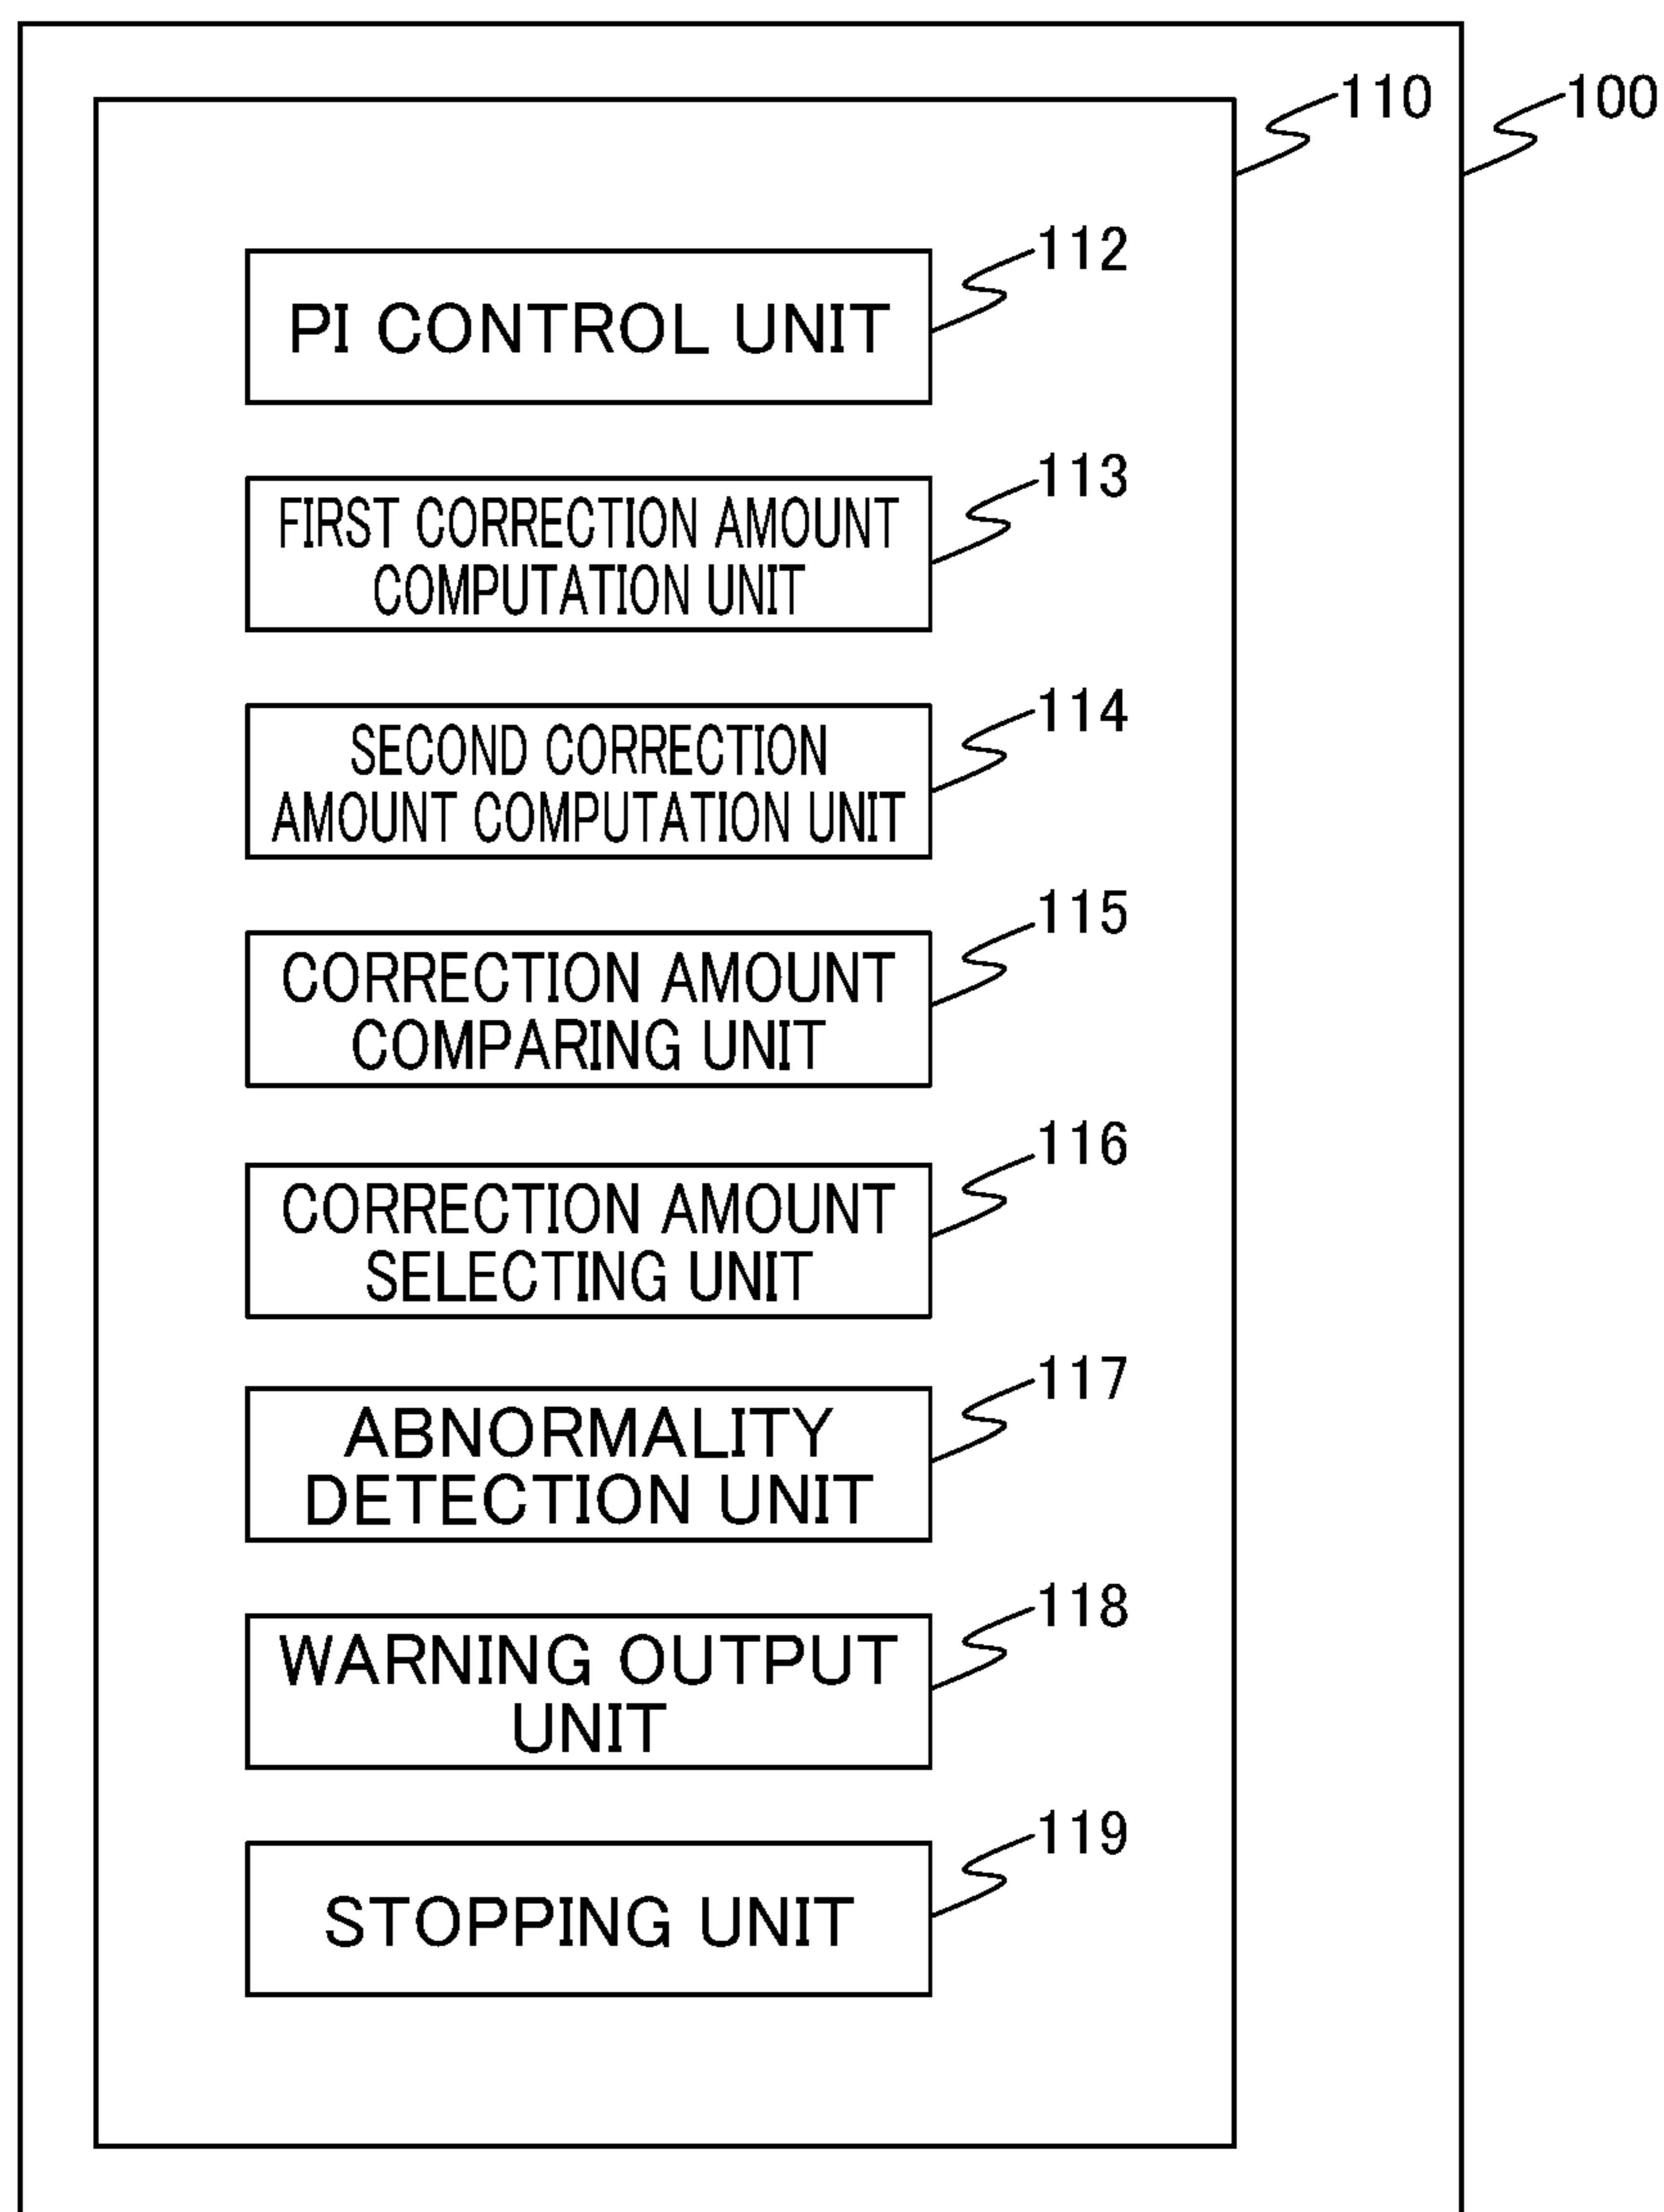 110
100
112
PI CONTROL UNIT
113
FIRST CORRECTION AMOUNT
COMPUTATION UNIT
114
SECOND CORRECTION
AMOUNT COMPUTATION UNIT
115
CORRECTION AMOUNT
COMPARING UNIT
116
CORRECTION AMOUNT
SELECTING UNIT
117
ABNORMALITY
DETECTION UNIT
118
WARNING OUTPUT
UNIT
119
STOPPING UNIT